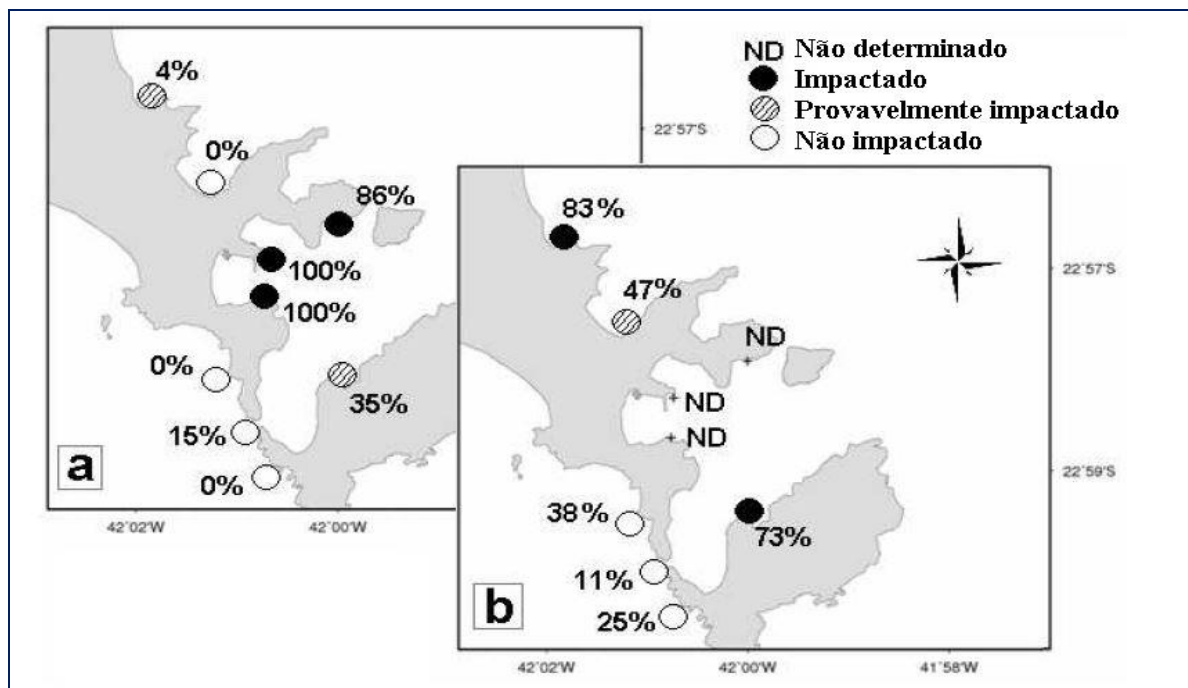 ND Não determinado
Impactado
Provavelmente impactado
Não impactado
4%
0%
86%
100%
100%
0%
35%
15%
0%
a
22˚57'S
42˚02'W
42˚00'W
83%
47%
ND
ND
ND
38%
73%
11%
25%
b
22˚57'S
22˚59'S
42˚02'W
42˚00'W
41˚58'W